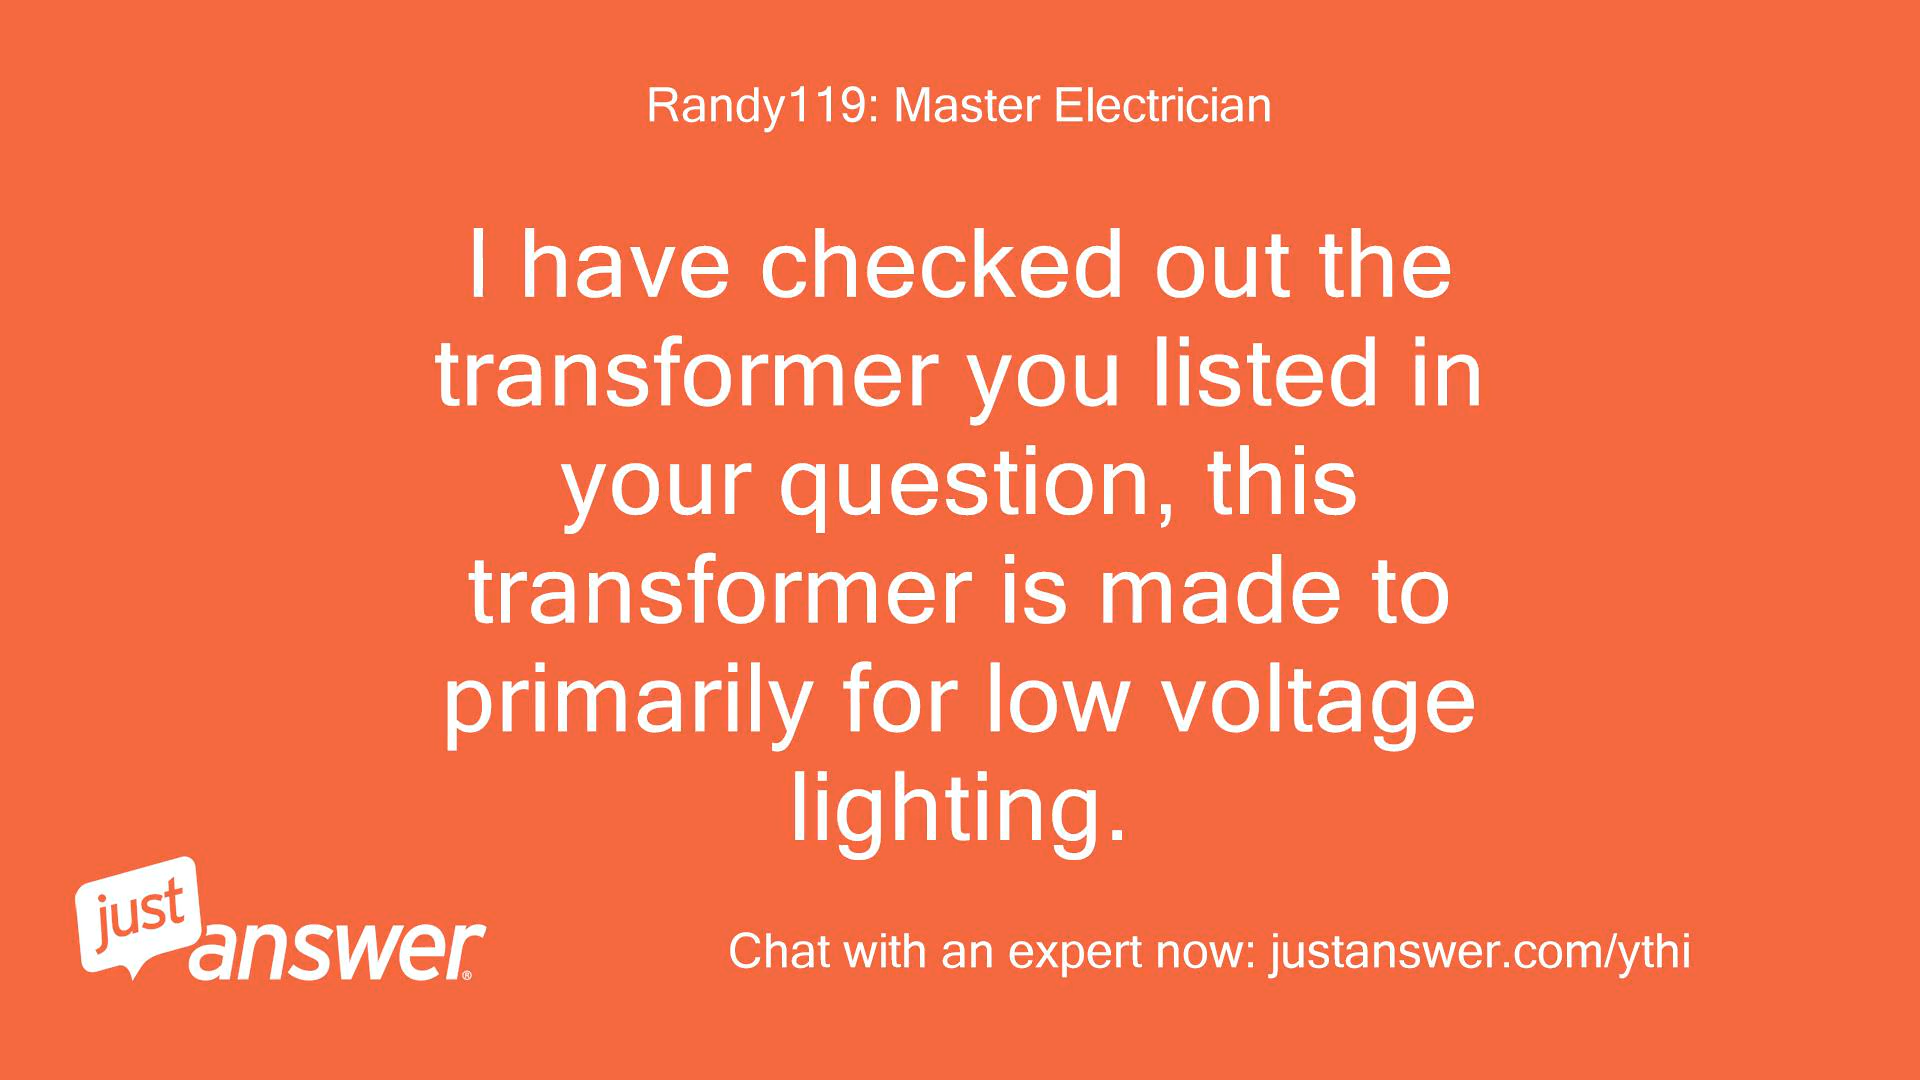 Randy119: Master Electrician
I have checked out the
transformer you listed in
your question, this
transformer is made to
primarily for low voltage
lighting.
just
answer®
Chat with an expert now: justanswer.com/ythi